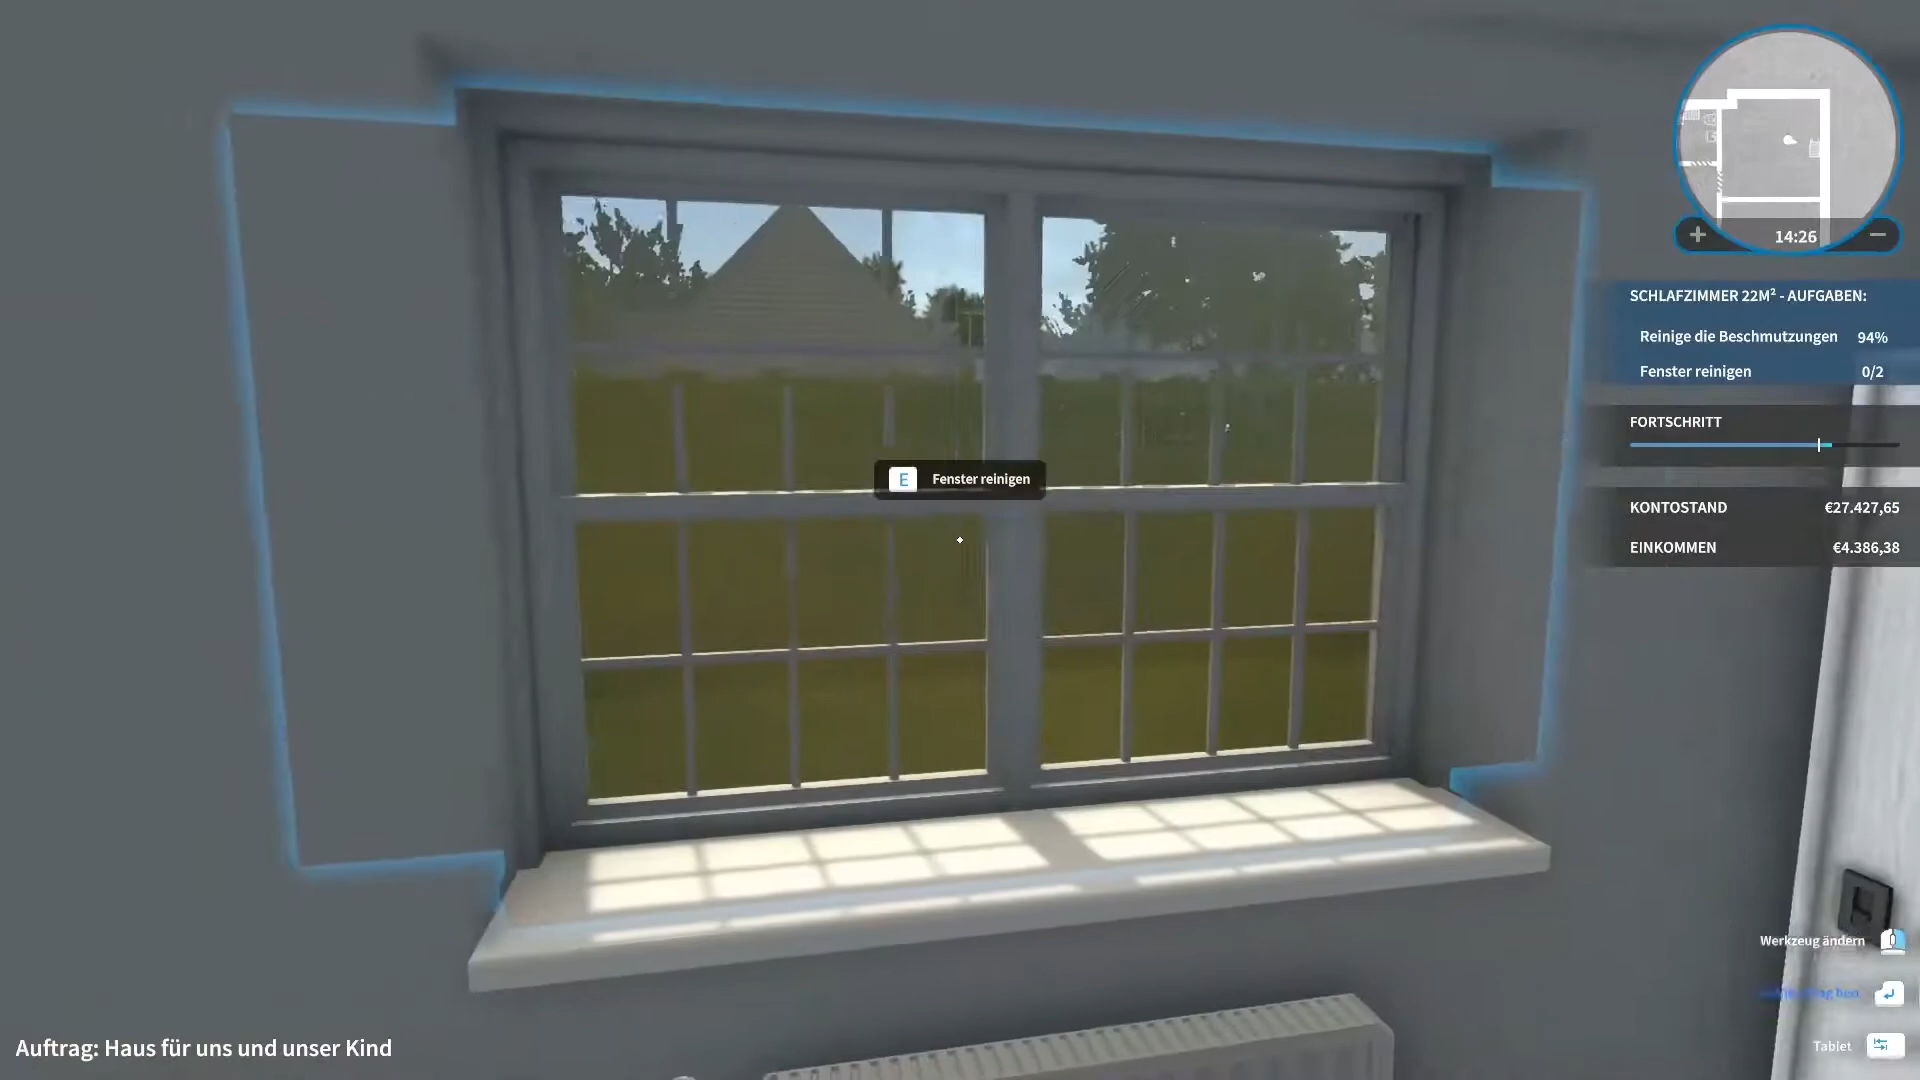 14:26
SCHLAFZIMMER 22M² - AUFGABEN:
Reinige die Beschmutzungen 94%
Fenster reinigen 0/2
FORTSCHRITT
E Fenster reinigen
KONTOSTAND €27.427,65
EINKOMMEN €4.386,38
Werkzeug ändern
Tablet
Auftrag: Haus für uns und unser Kind